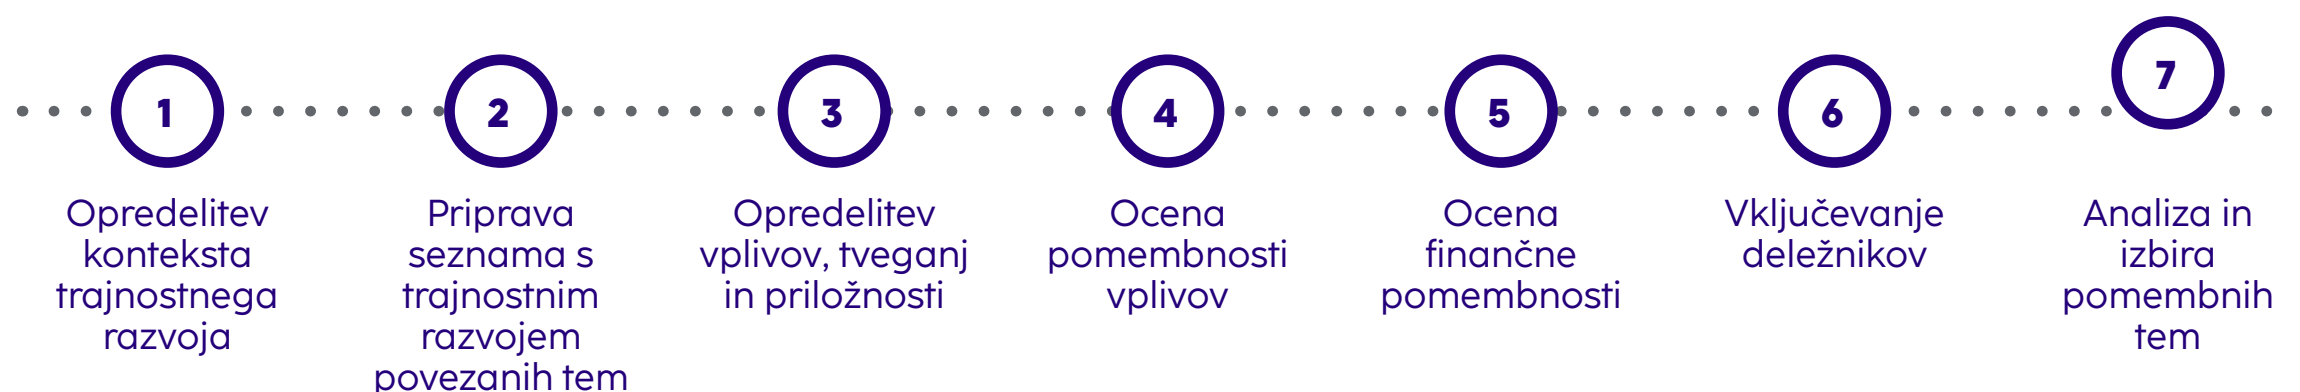 1
Opredelitev
konteksta
trajnostnega
razvoja
2
Priprava
seznama s
trajnostnim
razvojem
povezanih tem
3
Opredelitev
vplivov, tveganj
in priložnosti
4
Ocena
pomembnosti
vplivov
5
Ocena
finančne
pomembnosti
6
Vključevanje
deležnikov
7
Analiza in
izbira
pomembnih
tem